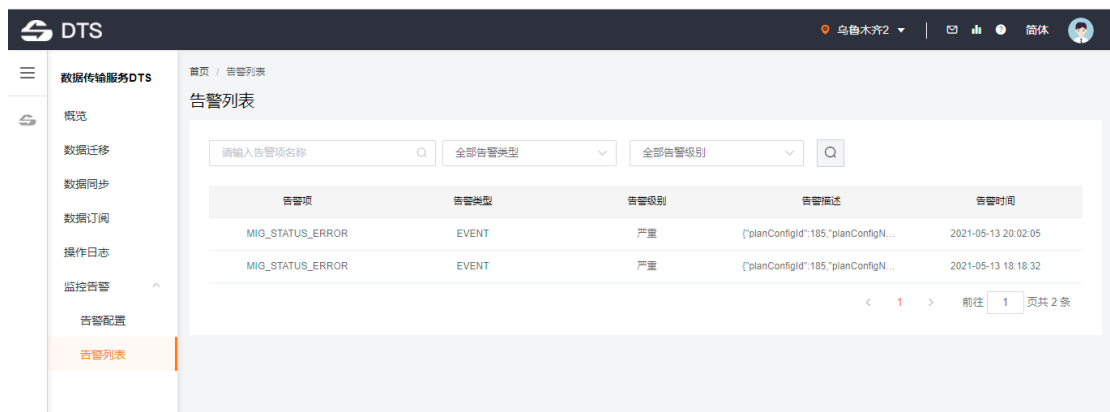 DTS
乌鲁木齐2
简体
数据传输服务DTS
概览
数据迁移
数据同步
数据订阅
操作日志
监控告警
告警配置
告警列表
首页 / 告警列表
告警列表
请输入告警项名称 全部告警类型 全部告警级别
告警项 告警类型 告警级别 告警描述 告警时间
MIG_STATUS_ERROR EVENT 严重 {"planConfigId":185,"planConfigN... 2021-05-13 20:02:05
MIG_STATUS_ERROR EVENT 严重 {"planConfigId":185,"planConfigN... 2021-05-13 18:18:32
< 1 > 前往 1 页共 2 条